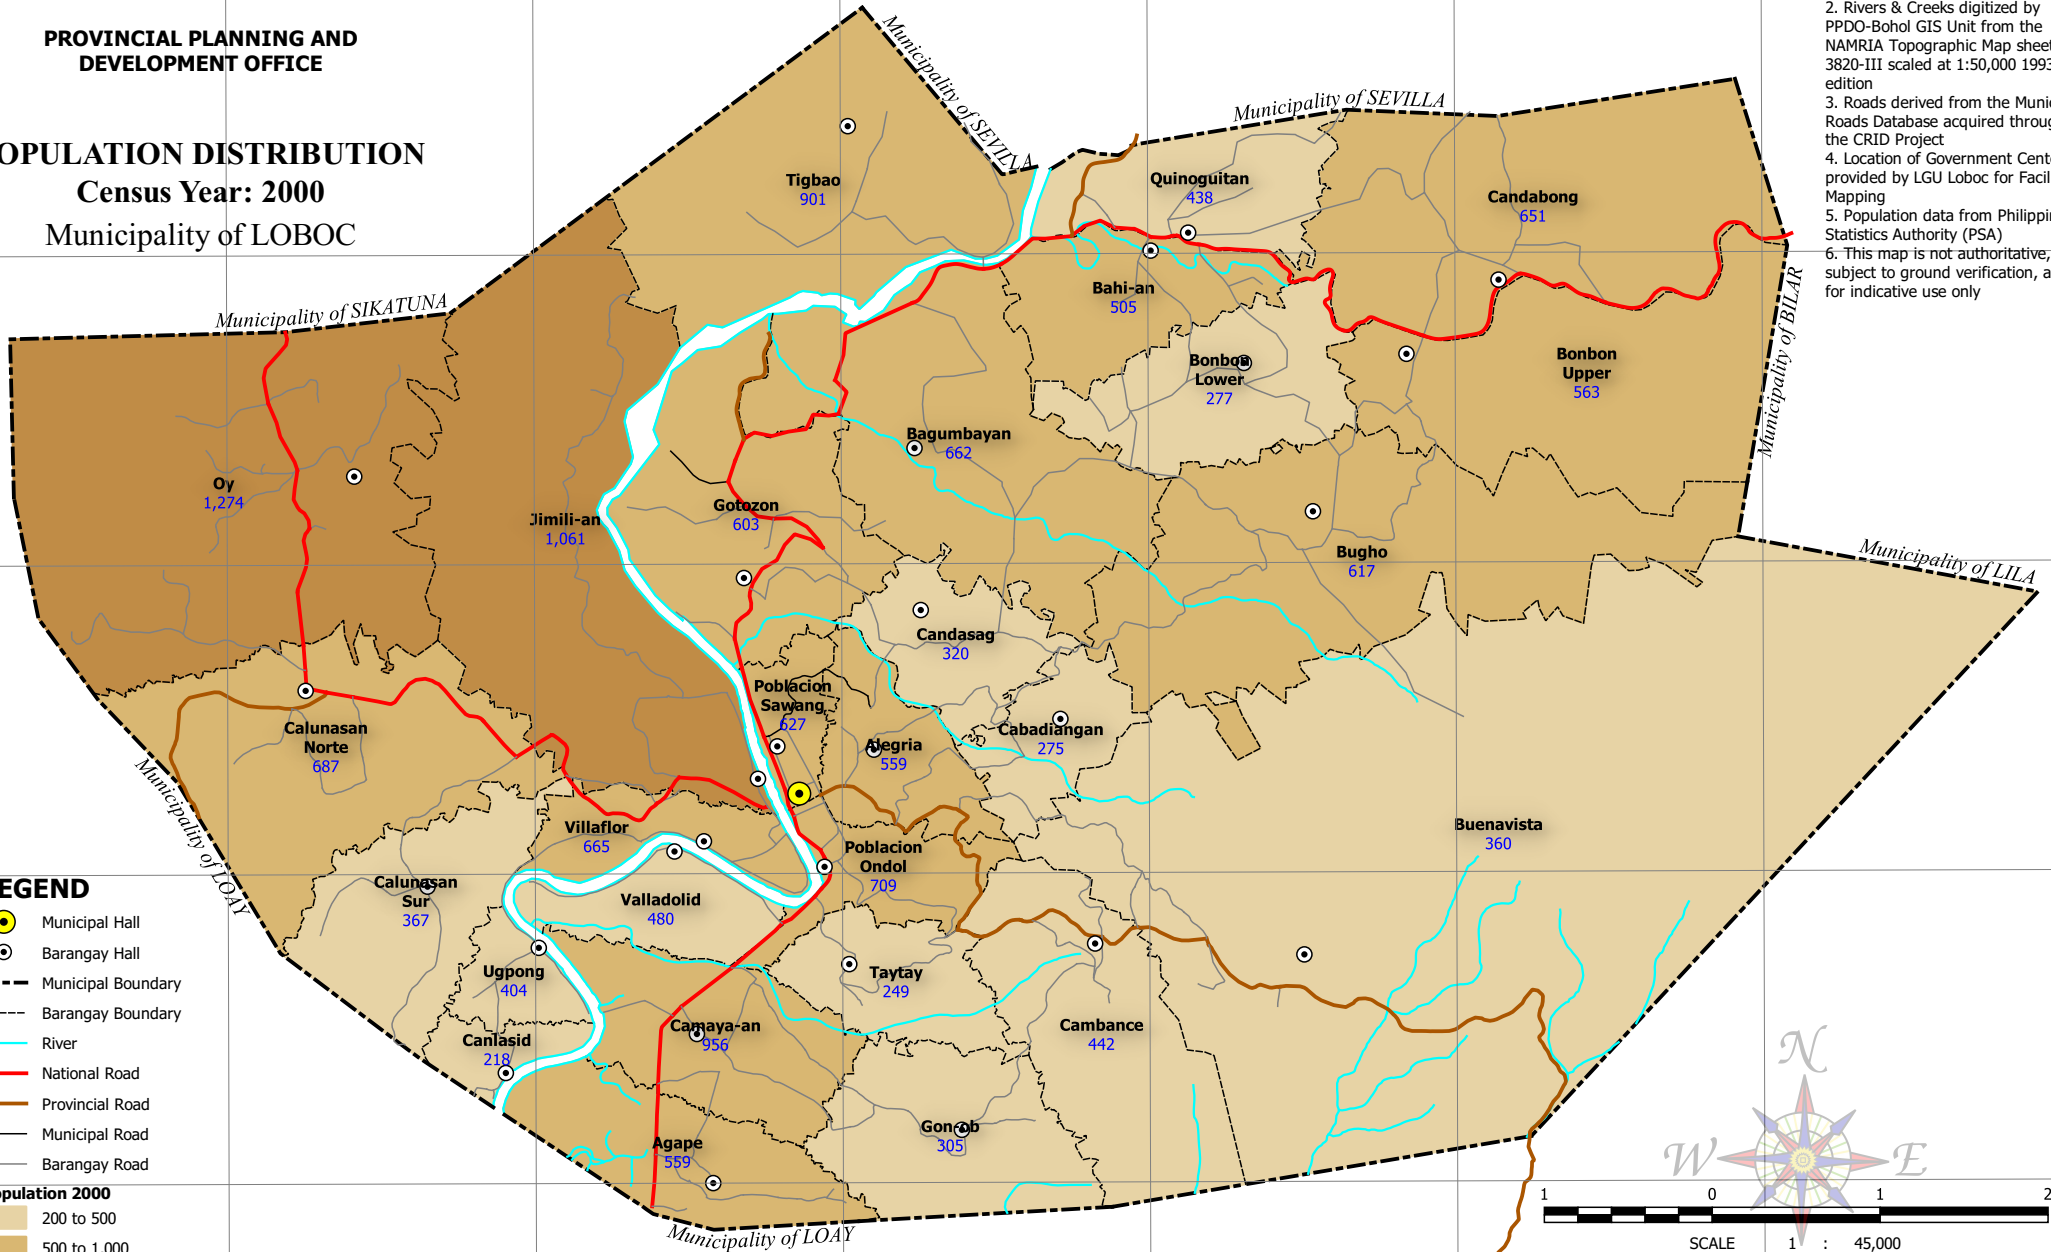 PROVINCIAL PLANNING AND
DEVELOPMENT OFFICE
OPULATION DISTRIBUTION
Census Year: 2000
Municipality of LOBOC
2. Rivers & Creeks digitized by
PPDO-Bohol GIS Unit from the
NAMRIA Topographic Map sheet
3820-III scaled at 1:50,000 1993
edition
3. Roads derived from the Munic
Roads Database acquired throug
the CRID Project
4. Location of Government Cent
provided by LGU Loboc for Facil
Mapping
5. Population data from Philippin
Statistics Authority (PSA)
6. This map is not authoritative,
subject to ground verification, a
for indicative use only
Municipality of SEVILLA
Municipality of SEVILLA
Municipality of SIKATUNA
Municipality of BILAR
Municipality of LILA
Municipality of LOAY
Municipality of LOAY
Tigbao
901
Quinoguitan
438
Candabong
651
Bahi-an
505
Bonbon
Lower
277
Bonbon
Upper
563
Bagumbayan
662
Oy
1,274
Jimili-an
1,061
Gotozon
603
Bugho
617
Candasag
320
Poblacion
Sawang
627
Cabadiangan
275
Alegria
559
Calunasan
Norte
687
Villaflor
665
Buenavista
360
Poblacion
Ondol
709
Calunasan
Sur
367
Valladolid
480
Ugpong
404
Taytay
249
Camaya-an
956
Cambance
442
Canlasid
218
Gon-ob
305
Agape
559
EGEND
Municipal Hall
Barangay Hall
Municipal Boundary
Barangay Boundary
River
National Road
Provincial Road
Municipal Road
Barangay Road
opulation 2000
200 to 500
500 to 1,000
N
W
E
1 0 1 2
SCALE 1 : 45,000